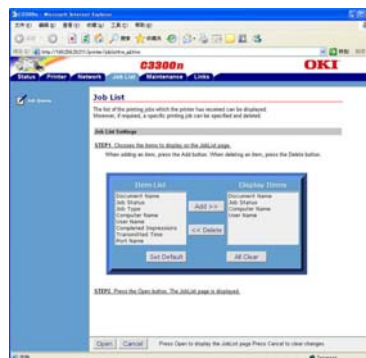 C3300n - Microsoft Internet Explorer
C3300n
OKI
Status Printer Network Job List Maintenance Links
Job List
The list of the printing jobs which the printer has received can be displayed.
Moreover, if required, a specific printing job can be specified and deleted.
Job List Settings
STEP1. Chooses the items to display on the JobList page.
When adding an item, press the Add button. When deleting an item, press the Delete button.
Item List
Display Items
Document Name
Job Status
Job Type
Computer Name
User Name
Completed Impressions
Transmitted Time
Port Name
Add >>
<< Delete
Document Name
Job Status
Computer Name
User Name
Set Default
All Clear
STEP2. Press the Open button. The JobList page is displayed.
Open Cancel Press Open to display the JobList page Press Cancel to clear changes.